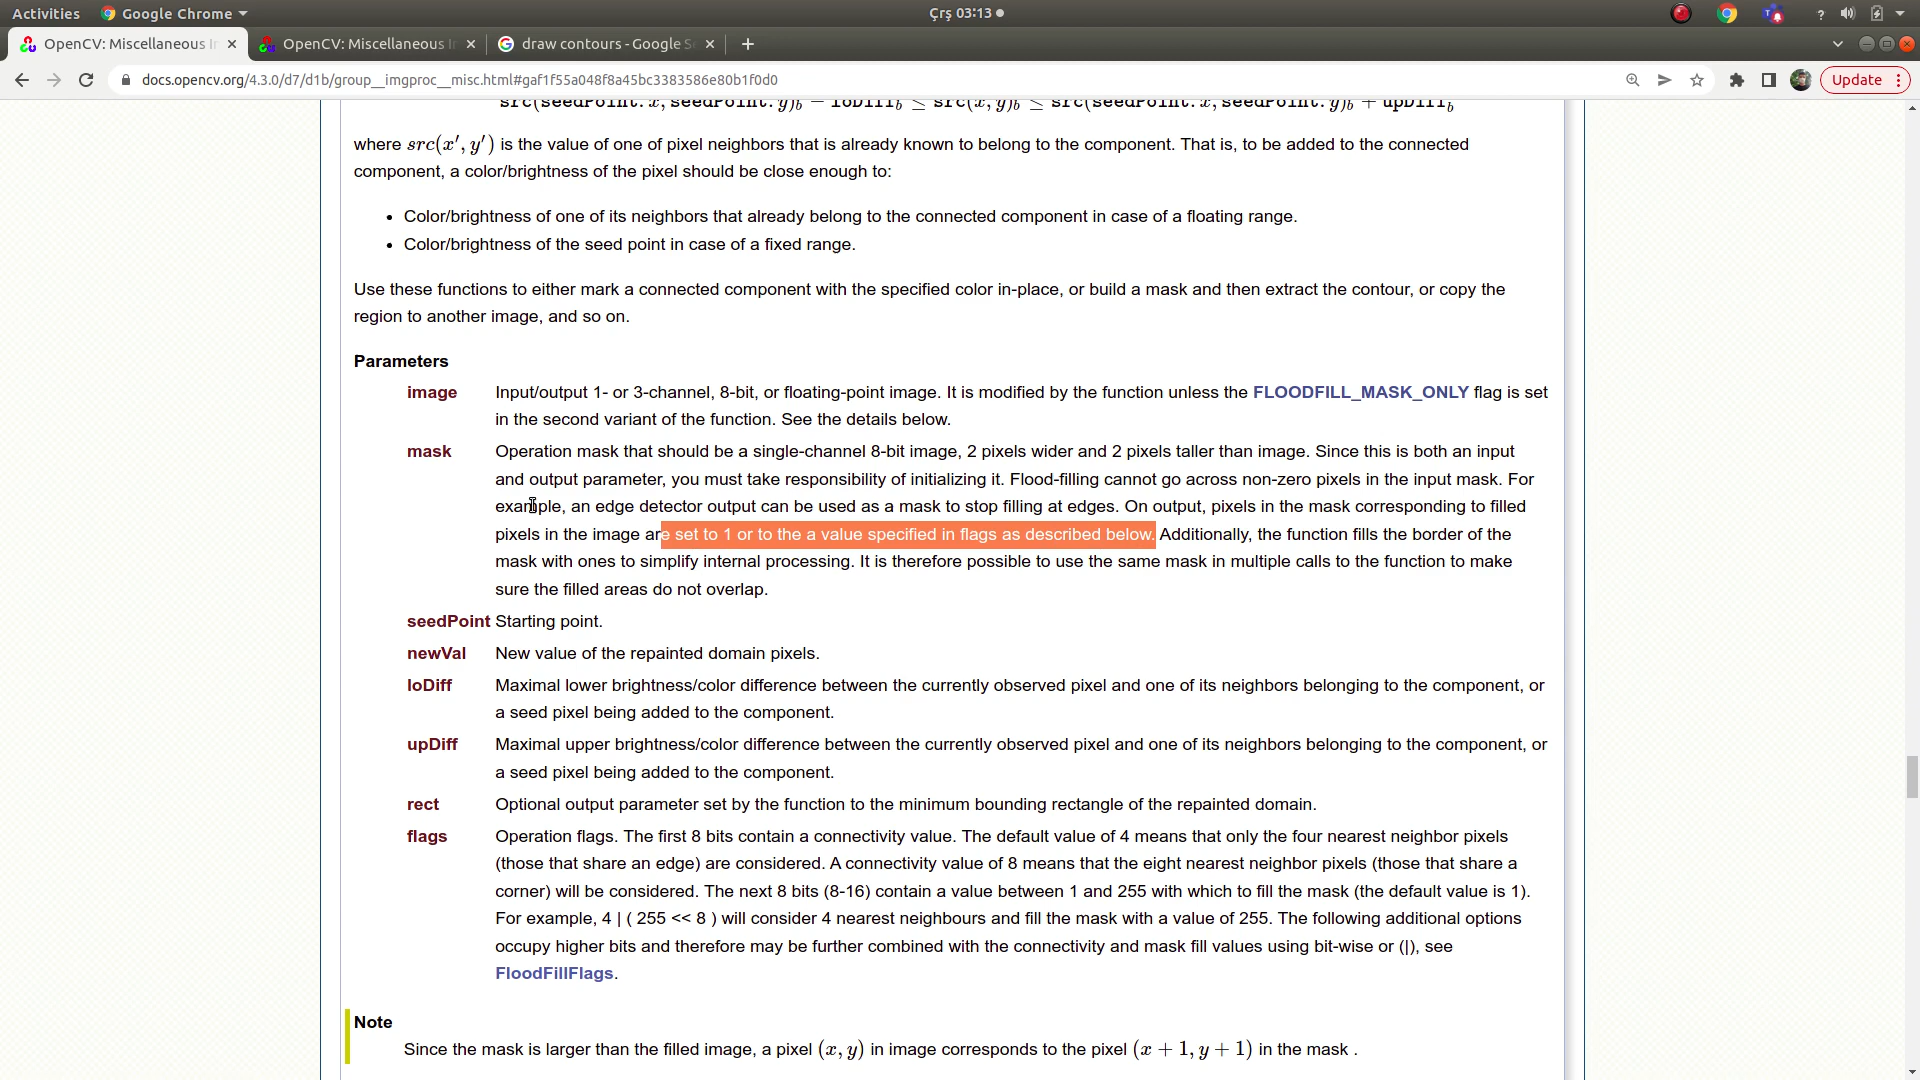 Activities Google Chrome Çrş 03:13
OpenCV: Miscellaneous Ir OpenCV: Miscellaneous Ir draw contours - Google Se
docs.opencv.org/4.3.0/d7/d1b/group__imgproc__misc.html#gaf1f55a048f8a45bc3383586e80b1f0d0 Update
src(seedPoint.x, seedPoint.y)b − loDiffb ≤ src(x, y)b ≤ src(seedPoint.x, seedPoint.y)b + upDiffb
where src(x′, y′) is the value of one of pixel neighbors that is already known to belong to the component. That is, to be added to the connected
component, a color/brightness of the pixel should be close enough to:
• Color/brightness of one of its neighbors that already belong to the connected component in case of a floating range.
• Color/brightness of the seed point in case of a fixed range.
Use these functions to either mark a connected component with the specified color in-place, or build a mask and then extract the contour, or copy the
region to another image, and so on.
Parameters
image Input/output 1- or 3-channel, 8-bit, or floating-point image. It is modified by the function unless the FLOODFILL_MASK_ONLY flag is set
in the second variant of the function. See the details below.
mask Operation mask that should be a single-channel 8-bit image, 2 pixels wider and 2 pixels taller than image. Since this is both an input
and output parameter, you must take responsibility of initializing it. Flood-filling cannot go across non-zero pixels in the input mask. For
example, an edge detector output can be used as a mask to stop filling at edges. On output, pixels in the mask corresponding to filled
pixels in the image are set to 1 or to the a value specified in flags as described below. Additionally, the function fills the border of the
mask with ones to simplify internal processing. It is therefore possible to use the same mask in multiple calls to the function to make
sure the filled areas do not overlap.
seedPoint Starting point.
newVal New value of the repainted domain pixels.
loDiff Maximal lower brightness/color difference between the currently observed pixel and one of its neighbors belonging to the component, or
a seed pixel being added to the component.
upDiff Maximal upper brightness/color difference between the currently observed pixel and one of its neighbors belonging to the component, or
a seed pixel being added to the component.
rect Optional output parameter set by the function to the minimum bounding rectangle of the repainted domain.
flags Operation flags. The first 8 bits contain a connectivity value. The default value of 4 means that only the four nearest neighbor pixels
(those that share an edge) are considered. A connectivity value of 8 means that the eight nearest neighbor pixels (those that share a
corner) will be considered. The next 8 bits (8-16) contain a value between 1 and 255 with which to fill the mask (the default value is 1).
For example, 4 | ( 255 << 8 ) will consider 4 nearest neighbours and fill the mask with a value of 255. The following additional options
occupy higher bits and therefore may be further combined with the connectivity and mask fill values using bit-wise or (|), see
FloodFillFlags.
Note
Since the mask is larger than the filled image, a pixel (x, y) in image corresponds to the pixel (x + 1, y + 1) in the mask .